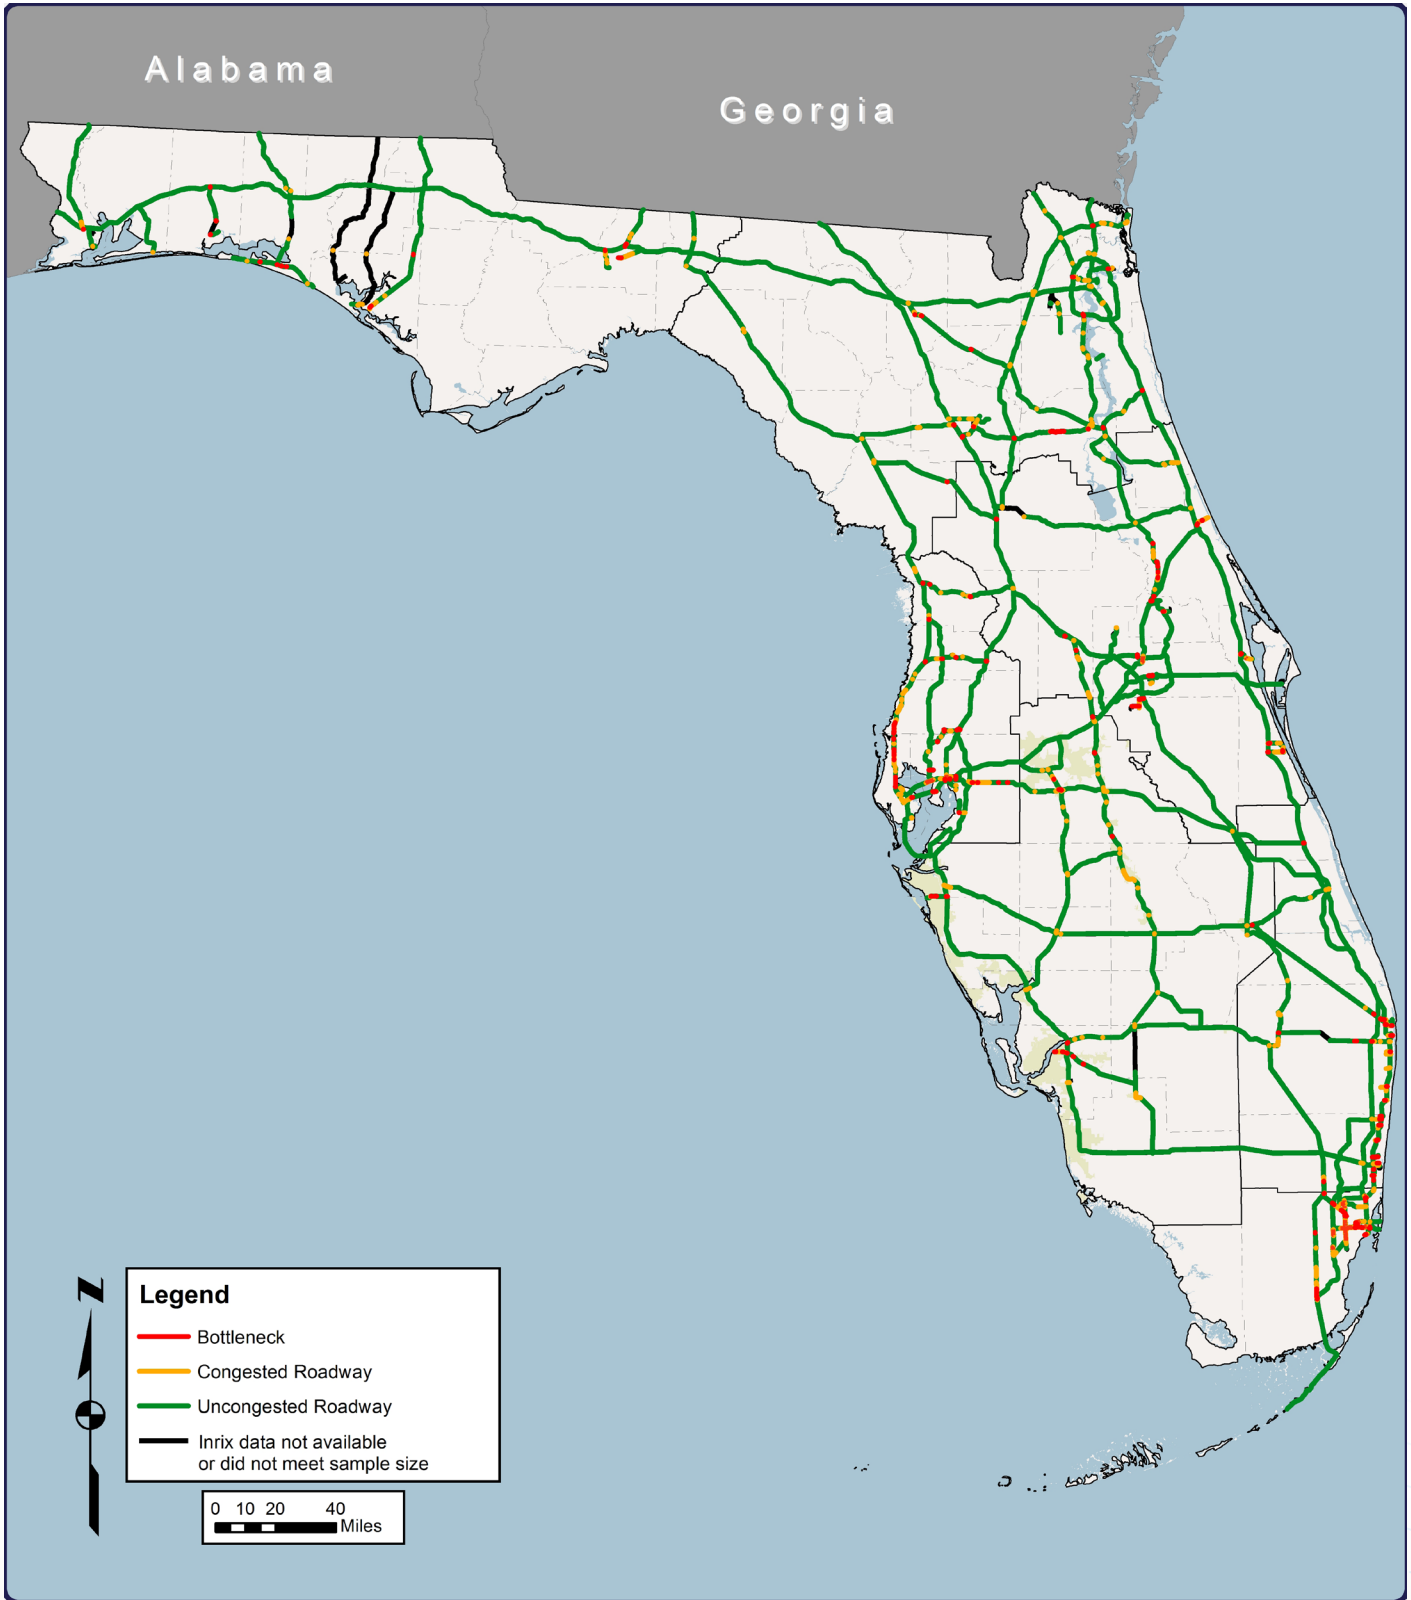 Alabama
Georgia
N
Legend
Bottleneck
Congested Roadway
Uncongested Roadway
Inrix data not available
or did not meet sample size
0 10 20 40
Miles